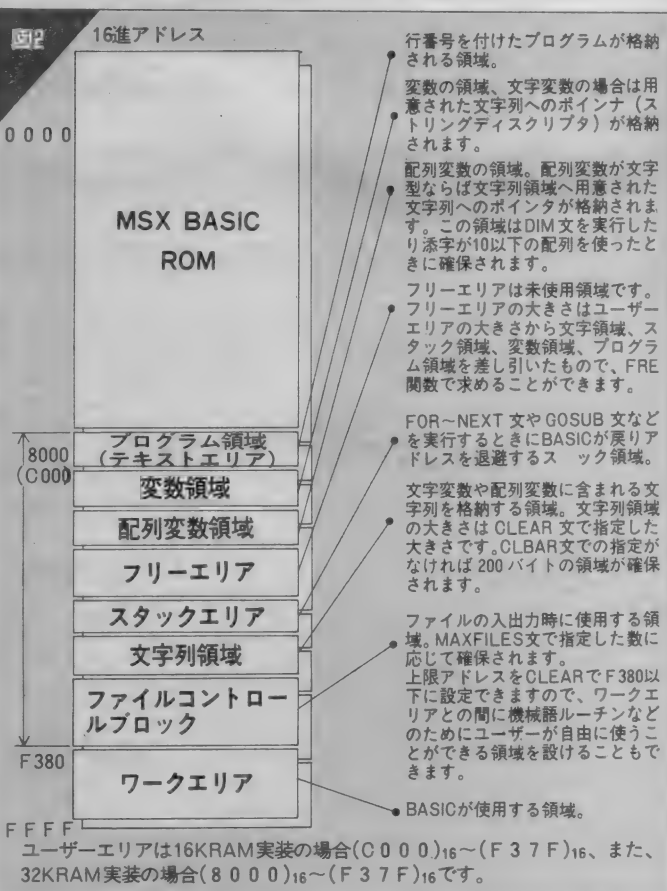 図2
16進アドレス
0000
MSX BASIC
ROM
8000
(C000)
プログラム領域
(テキストエリア)
変数領域
配列変数領域
フリーエリア
スタックエリア
文字列領域
ファイルコントロー
ルブロック
F380
ワークエリア
FFFF
行番号を付けたプログラムが格納
される領域。
変数の領域、文字変数の場合は用
意された文字列へのポインナ（ス
トリングディスクリプタ）が格納
されます。
配列変数の領域。配列変数が文字
型ならば文字列領域へ用意された
文字列へのポインタが格納されま
す。この領域はDIM文を実行した
り添字が10以下の配列を使ったと
きに確保されます。
フリーエリアは未使用領域です。
フリーエリアの大きさはユーザー
エリアの大きさから文字領域、ス
タック領域、変数領域、プログラ
ム領域を差し引いたもので、FRE
関数で求めることができます。
FOR～NEXT文やGOSUB文など
を実行するときにBASICが戻りア
ドレスを退避するス ック領域。
文字変数や配列変数に含まれる文
字列を格納する領域。文字列領域
の大きさはCLEAR文で指定した
大きさです。CLBAR文での指定が
なければ200バイトの領域が確保
されます。
ファイルの入出力時に使用する領
域。MAXFILES文で指定した数に
応じて確保されます。
上限アドレスをCLEARでF380以
下に設定できますので、ワークエ
リアとの間に機械語ルーチンなど
のためにユーザーが自由に使うこ
とができる領域を設けることもで
きます。
BASICが使用する領域。
ユーザーエリアは16KRAM実装の場合(C000)16～(F37F)16、また、
32KRAM実装の場合(8000)16～(F37F)16です。